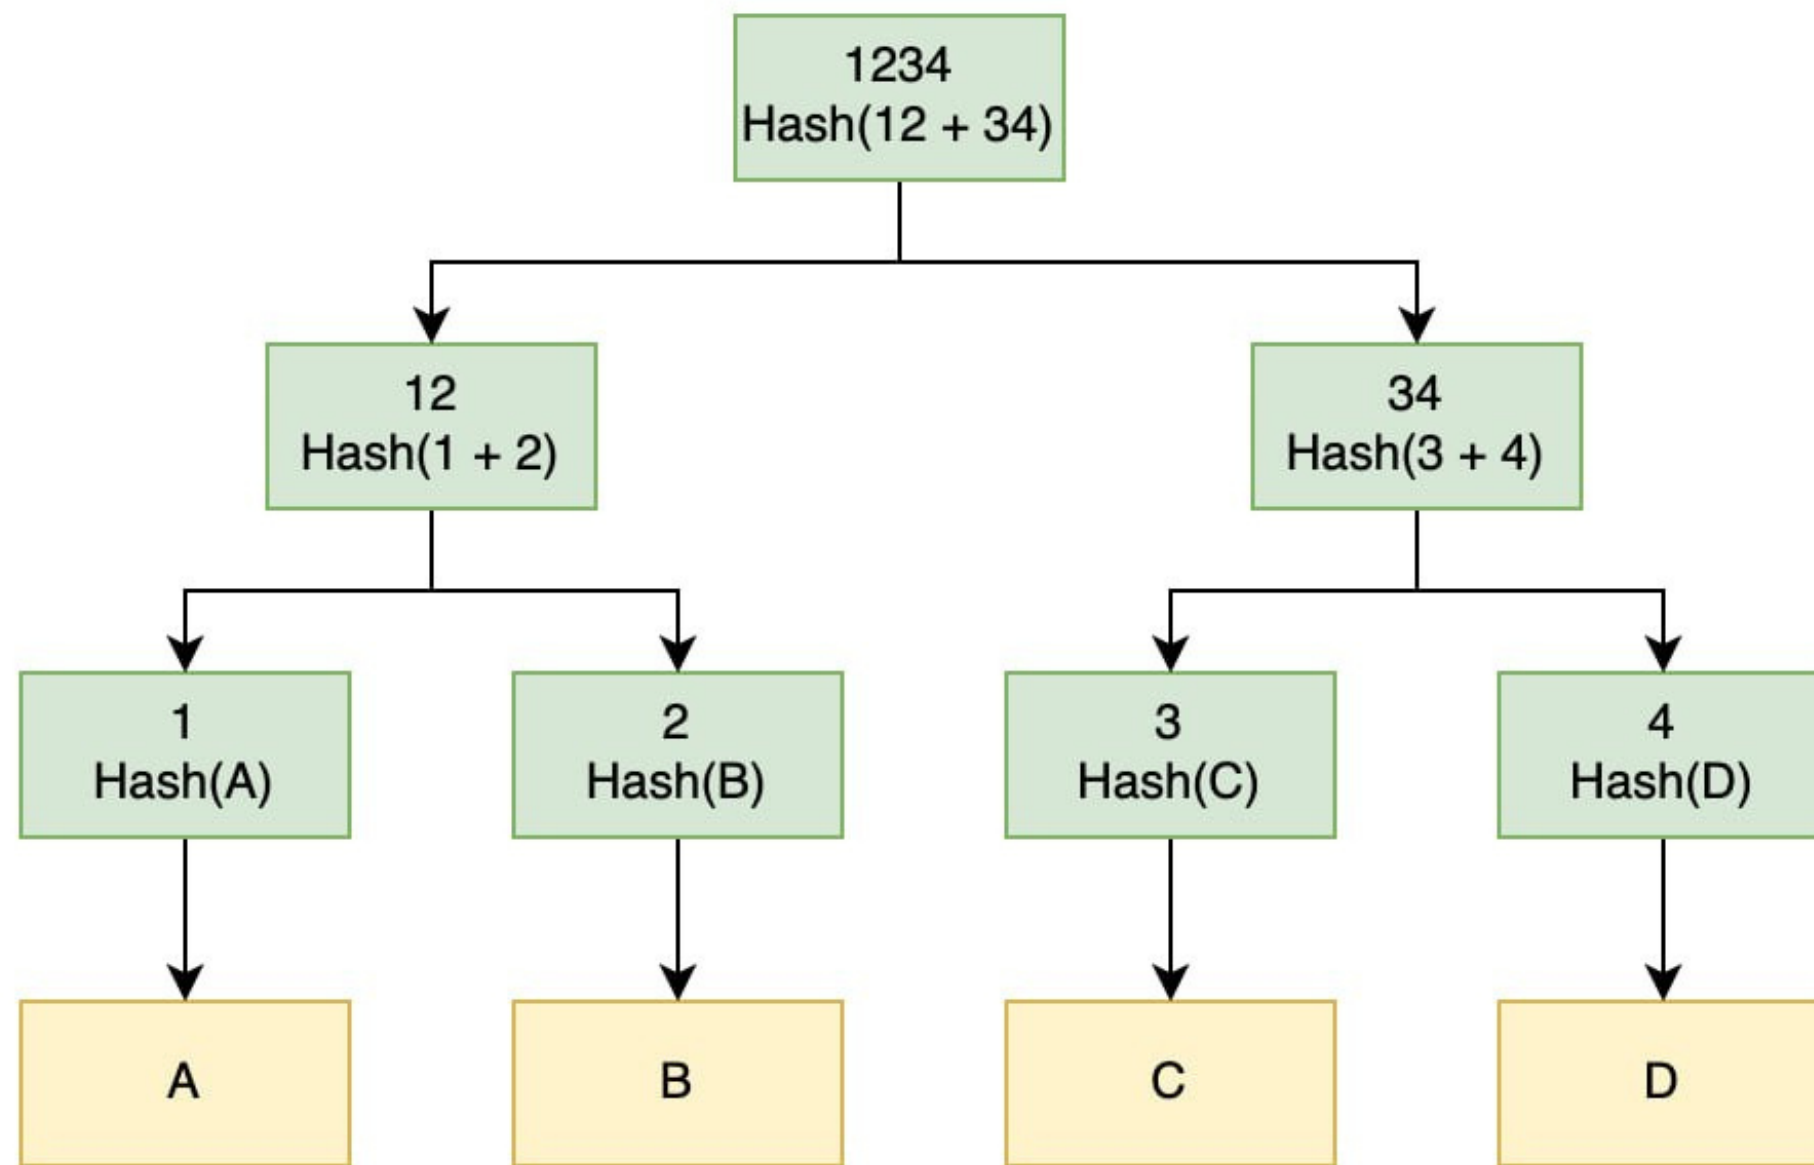 1234
Hash(12 + 34)
12
Hash(1 + 2)
34
Hash(3 + 4)
1
Hash(A)
2
Hash(B)
3
Hash(C)
4
Hash(D)
A
B
C
D